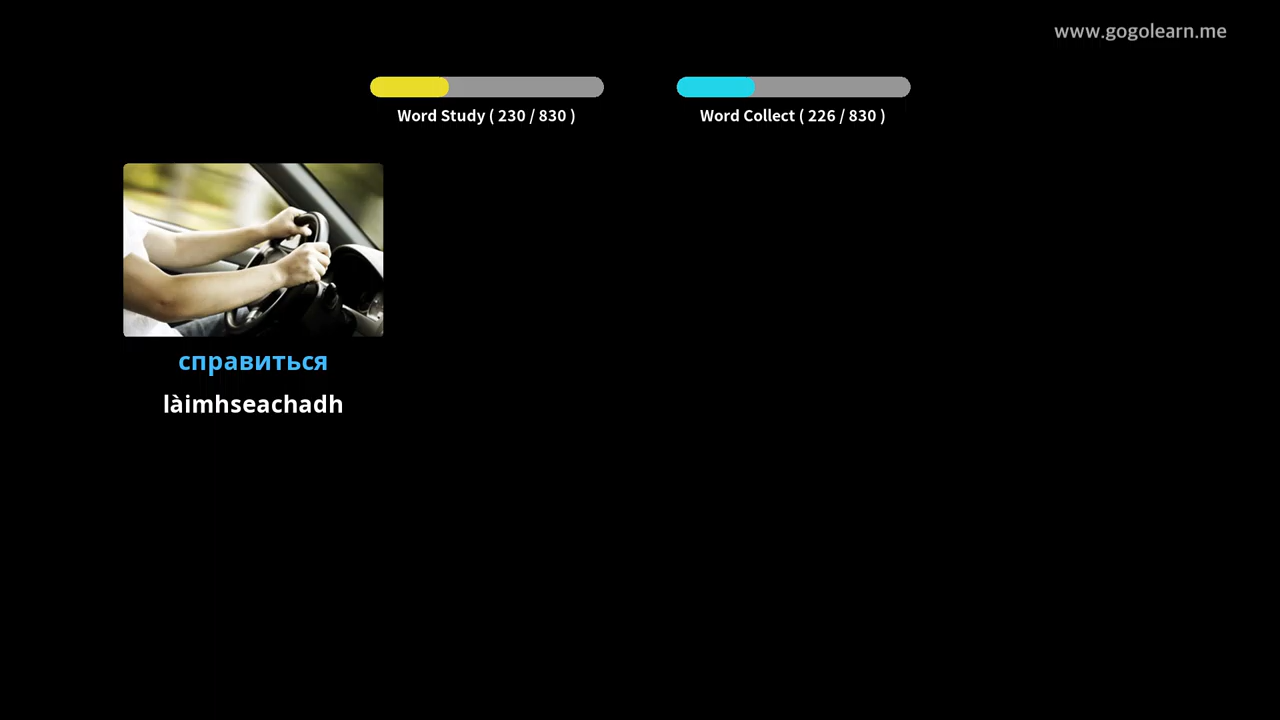 www.gogolearn.me
Word Study ( 230 / 830 )
Word Collect ( 226 / 830 )
справиться
làimhseachadh